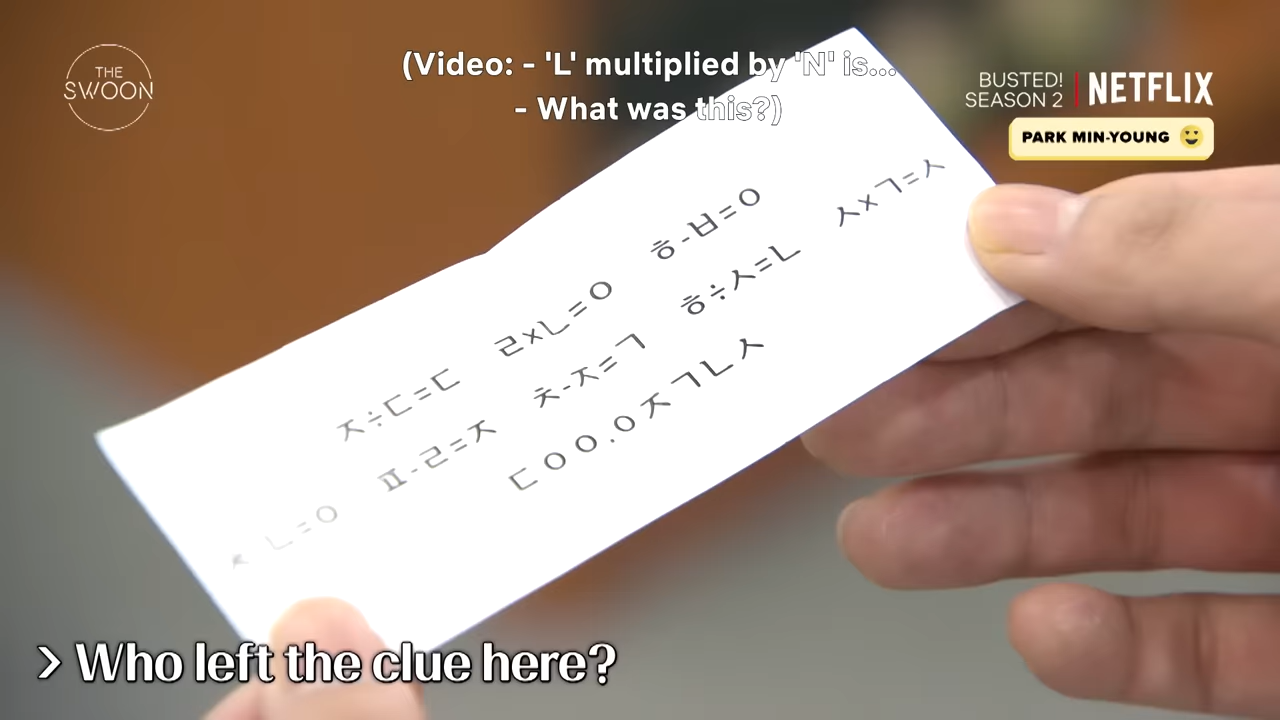 THE
SWOON
(Video: - 'L' multiplied by 'N' is...
- What was this?)
BUSTED!
SEASON 2
NETFLIX
PARK MIN-YOUNG
ㅈ÷ㄷ=ㄷ ㄹ×ㄴ=ㅇ ㅎ-ㅂ=ㅇ
ㄴ=ㅇ ㅍ-ㄹ=ㅈ ㅊ-ㅈ=ㄱ ㅎ÷ㅅ=ㄴ ㅅ×ㄱ=ㅅ
ㄷㅇㅇ.ㅇㅈㄱㄴㅅ
> Who left the clue here?